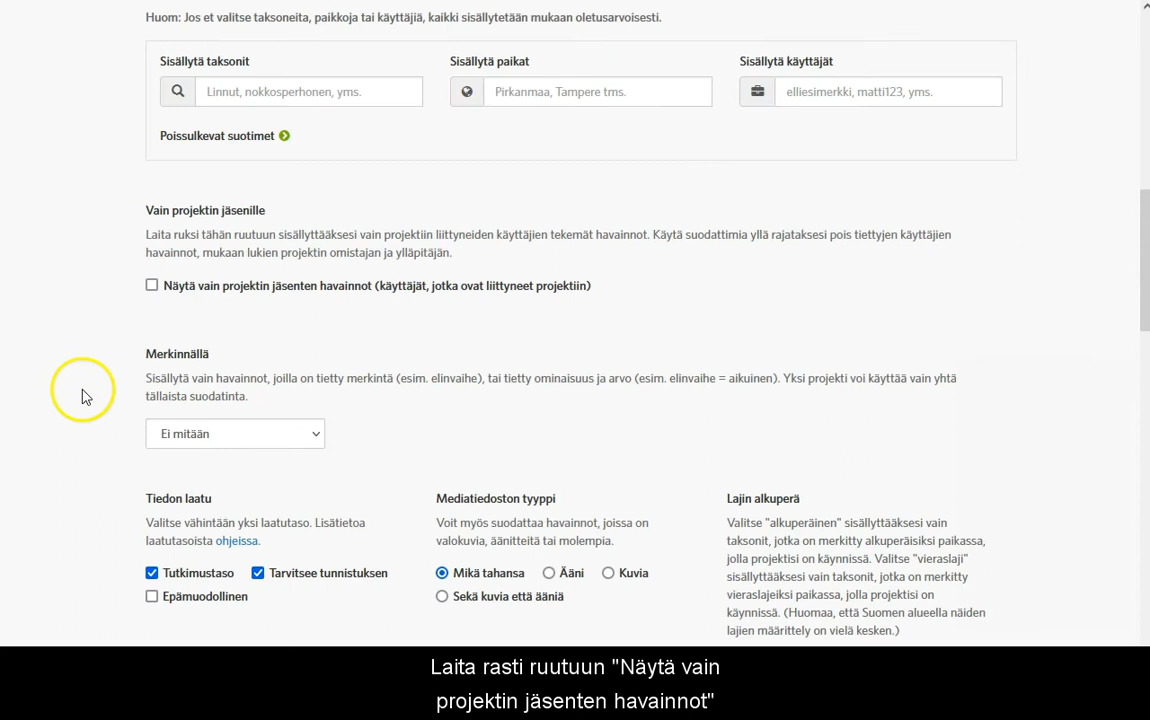 Huom: Jos et valitse taksoneita, paikkoja tai käyttäjiä, kaikki sisällytetään mukaan oletusarvoisesti.
Sisällytä taksonit
Linnut, nokkosperhonen, yms.
Sisällytä paikat
Pirkanmaa, Tampere tms.
Sisällytä käyttäjät
elliesimerkki, matti123, yms.
Poissulkevat suotimet
Vain projektin jäsenille
Laita ruksi tähän ruutuun sisällyttääksesi vain projektiin liittyneiden käyttäjien tekemät havainnot. Käytä suodattimia yllä rajataksesi pois tiettyjen käyttäjien
havainnot, mukaan lukien projektin omistajan ja ylläpitäjän.
Näytä vain projektin jäsenten havainnot (käyttäjät, jotka ovat liittyneet projektiin)
Merkinnällä
Sisällytä vain havainnot, joilla on tietty merkintä (esim. elinvaihe), tai tietty ominaisuus ja arvo (esim. elinvaihe = aikuinen). Yksi projekti voi käyttää vain yhtä
tällaista suodatinta.
Ei mitään
Tiedon laatu
Valitse vähintään yksi laatutaso. Lisätietoa
laatutasoista ohjeissa.
Tutkimustaso
Tarvitsee tunnistuksen
Epämuodollinen
Mediatiedoston tyyppi
Voit myös suodattaa havainnot, joissa on
valokuvia, äänitteitä tai molempia.
Mikä tahansa
Ääni
Kuvia
Sekä kuvia että ääniä
Lajin alkuperä
Valitse "alkuperäinen" sisällyttääksesi vain
taksonit, jotka on merkitty alkuperäisiksi paikassa,
jolla projektisi on käynnissä. Valitse "vieraslaji"
sisällyttääksesi vain taksonit, jotka on merkitty
vieraslajeiksi paikassa, jolla projektisi on
käynnissä. (Huomaa, että Suomen alueella näiden
lajien määrittely on vielä kesken.)
Laita rasti ruutuun "Näytä vain
projektin jäsenten havainnot"